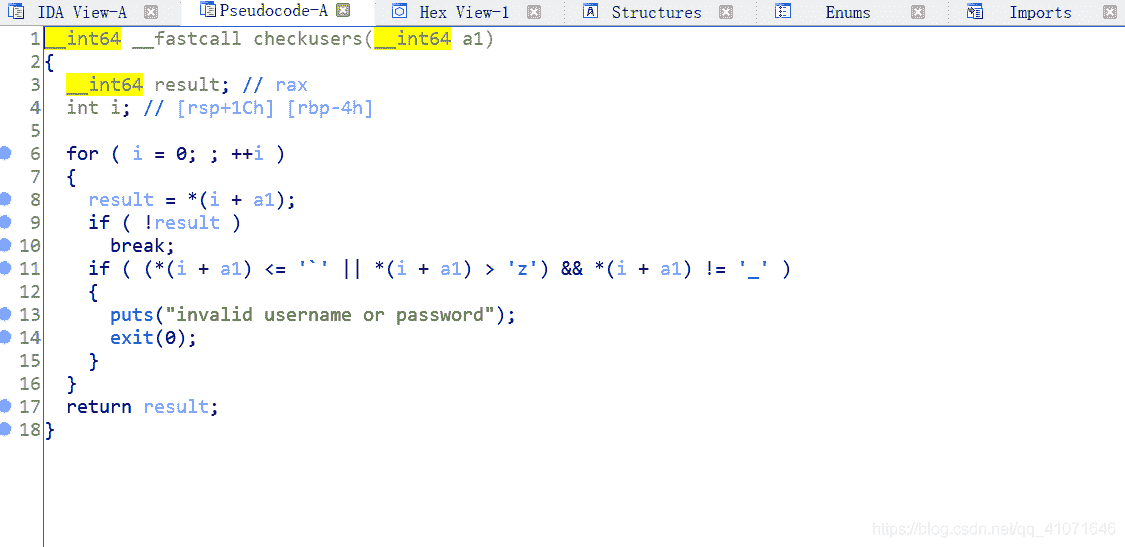 IDA View-A Pseudocode-A Hex View-1 Structures Enums Imports
1 __int64 __fastcall checkusers(__int64 a1)
2 {
3 __int64 result; // rax
4 int i; // [rsp+1Ch] [rbp-4h]
5
6 for ( i = 0; ; ++i )
7 {
8 result = *(i + a1);
9 if ( !result )
10 break;
11 if ( (*(i + a1) <= '`' || *(i + a1) > 'z') && *(i + a1) != '_' )
12 {
13 puts("invalid username or password");
14 exit(0);
15 }
16 }
17 return result;
18 }
https://blog.csdn.net/qq_41071646